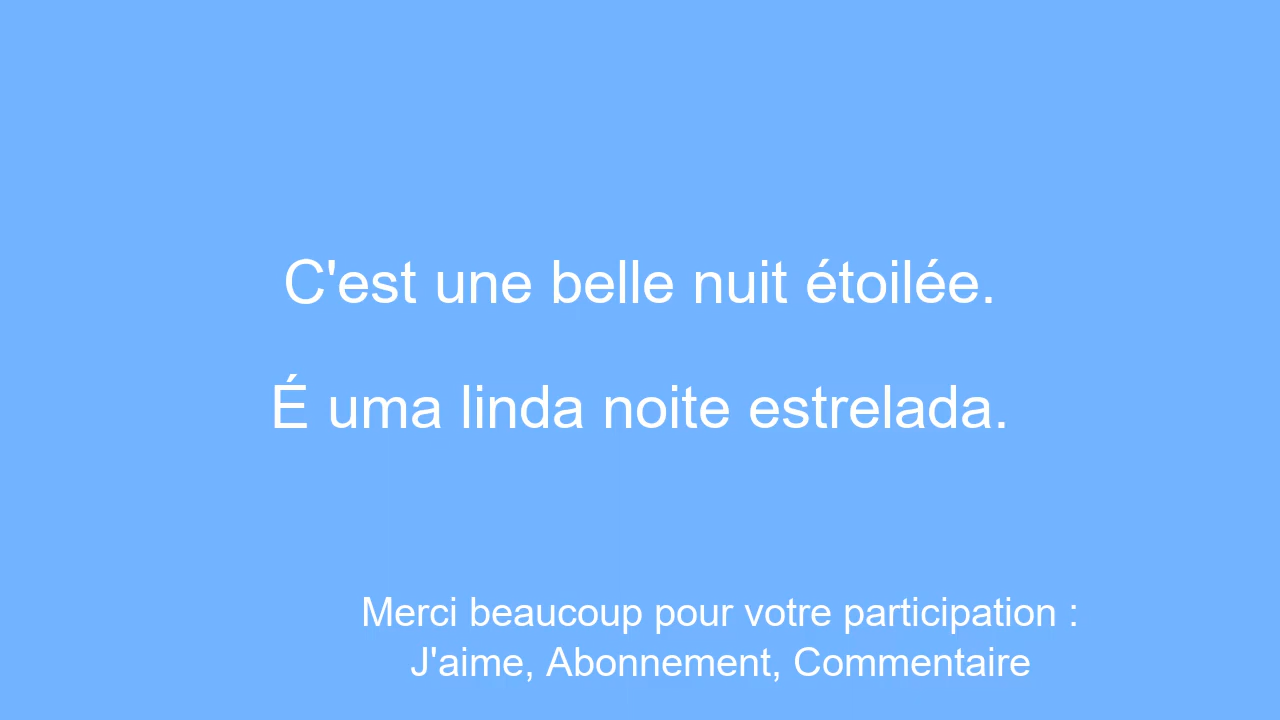 C'est une belle nuit étoilée.
É uma linda noite estrelada.
Merci beaucoup pour votre participation :
J'aime, Abonnement, Commentaire